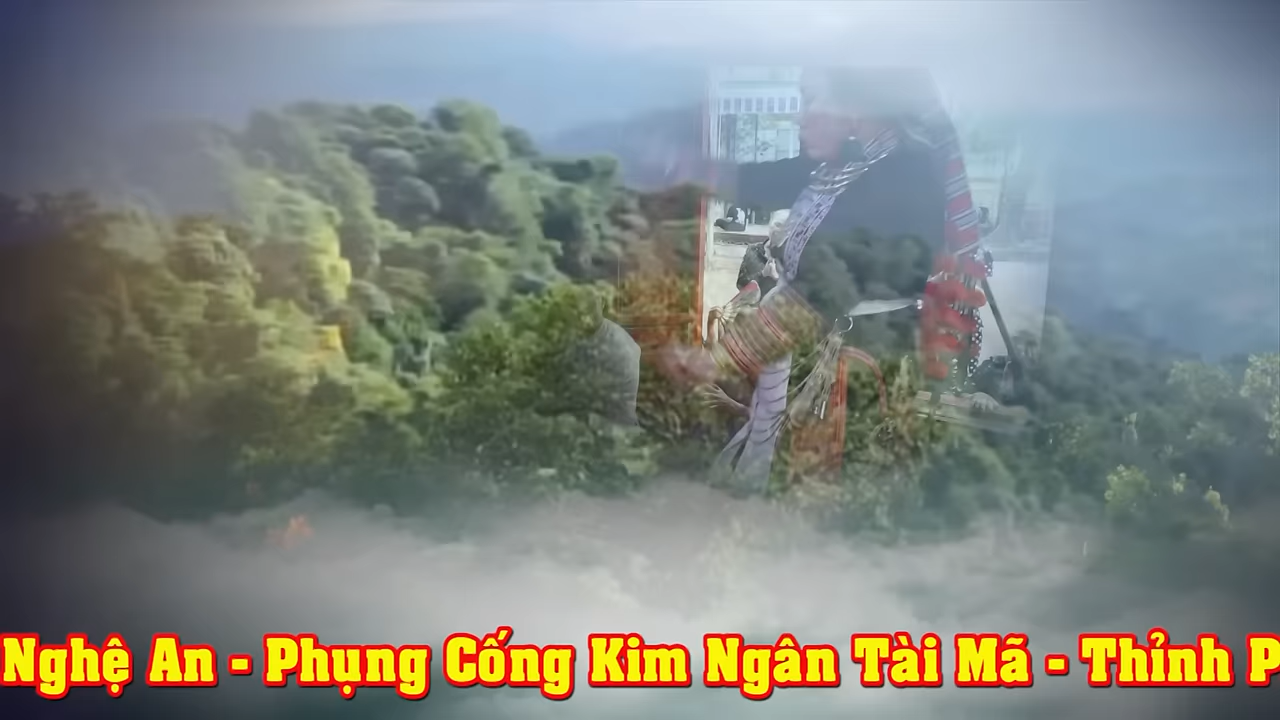 Nghệ An - Phụng Cống Kim Ngân Tài Mã - Thỉnh P